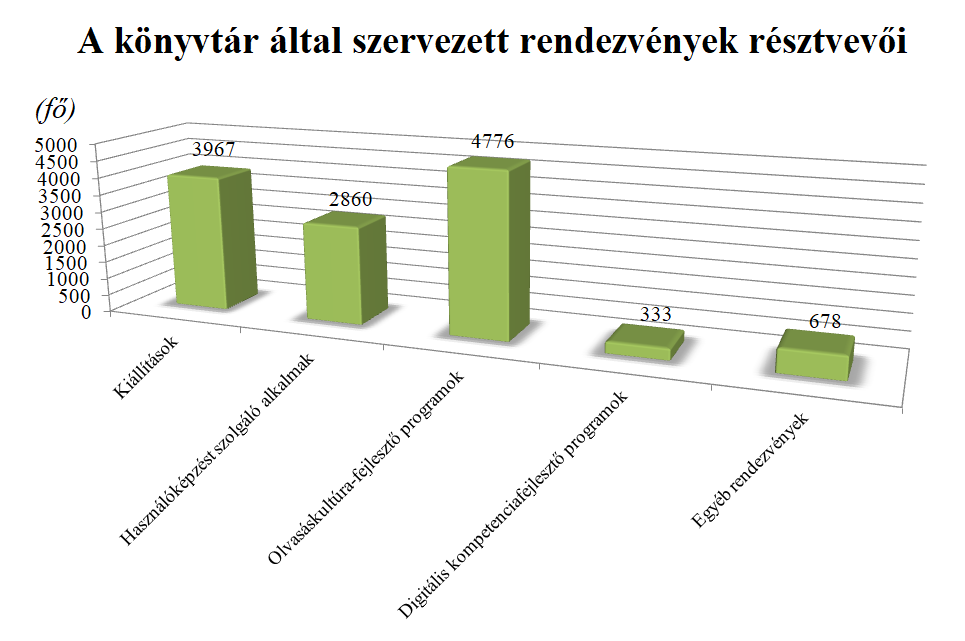 A könyvtár által szervezett rendezvények résztvevői
(fő)
5000
4500
4000
3500
3000
2500
2000
1500
1000
500
0
3967
2860
4776
333
678
Kiállítások
Használóképzést szolgáló alkalmak
Olvasáskultúra-fejlesztő programok
Digitális kompetenciafejlesztő programok
Egyéb rendezvények